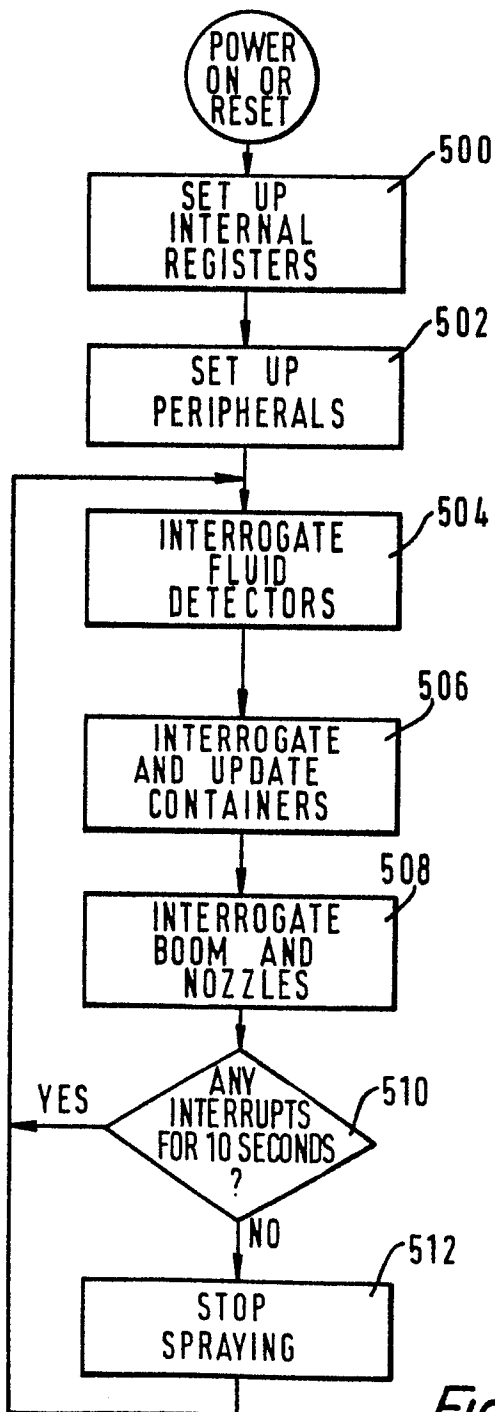 POWER
ON OR
RESET
500
SET UP
INTERNAL
REGISTERS
502
SET UP
PERIPHERALS
504
INTERROGATE
FLUID
DETECTORS
506
INTERROGATE
AND UPDATE
CONTAINERS
508
INTERROGATE
BOOM AND
NOZZLES
YES
510
ANY
INTERRUPTS
FOR 10 SECONDS
?
NO
512
STOP
SPRAYING